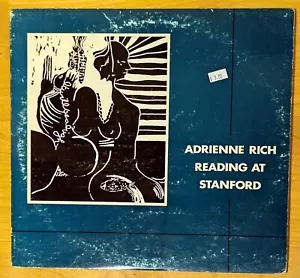 ADRIENNE RICH
READING AT
STANFORD